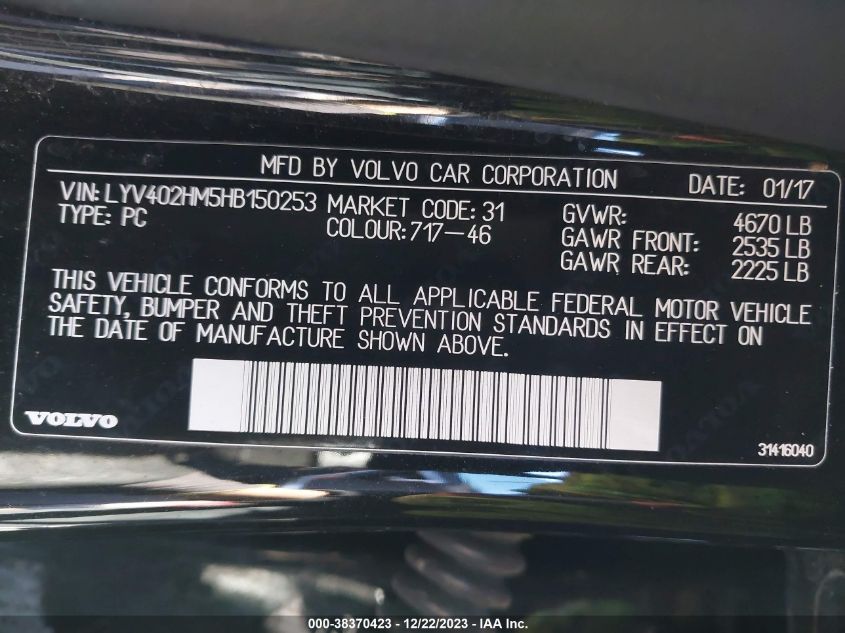 MFD BY VOLVO CAR CORPORATION DATE: 01/17
VIN: LYV402HM5HB150253 MARKET CODE: 31 GVWR: 4670 LB
TYPE: PC COLOUR: 717-46 GAWR FRONT: 2535 LB
GAWR REAR: 2225 LB
THIS VEHICLE CONFORMS TO ALL APPLICABLE FEDERAL MOTOR VEHICLE
SAFETY, BUMPER AND THEFT PREVENTION STANDARDS IN EFFECT ON
THE DATE OF MANUFACTURE SHOWN ABOVE.
VOLVO
31416040
000-38370423 - 12/22/2023 - IAA Inc.